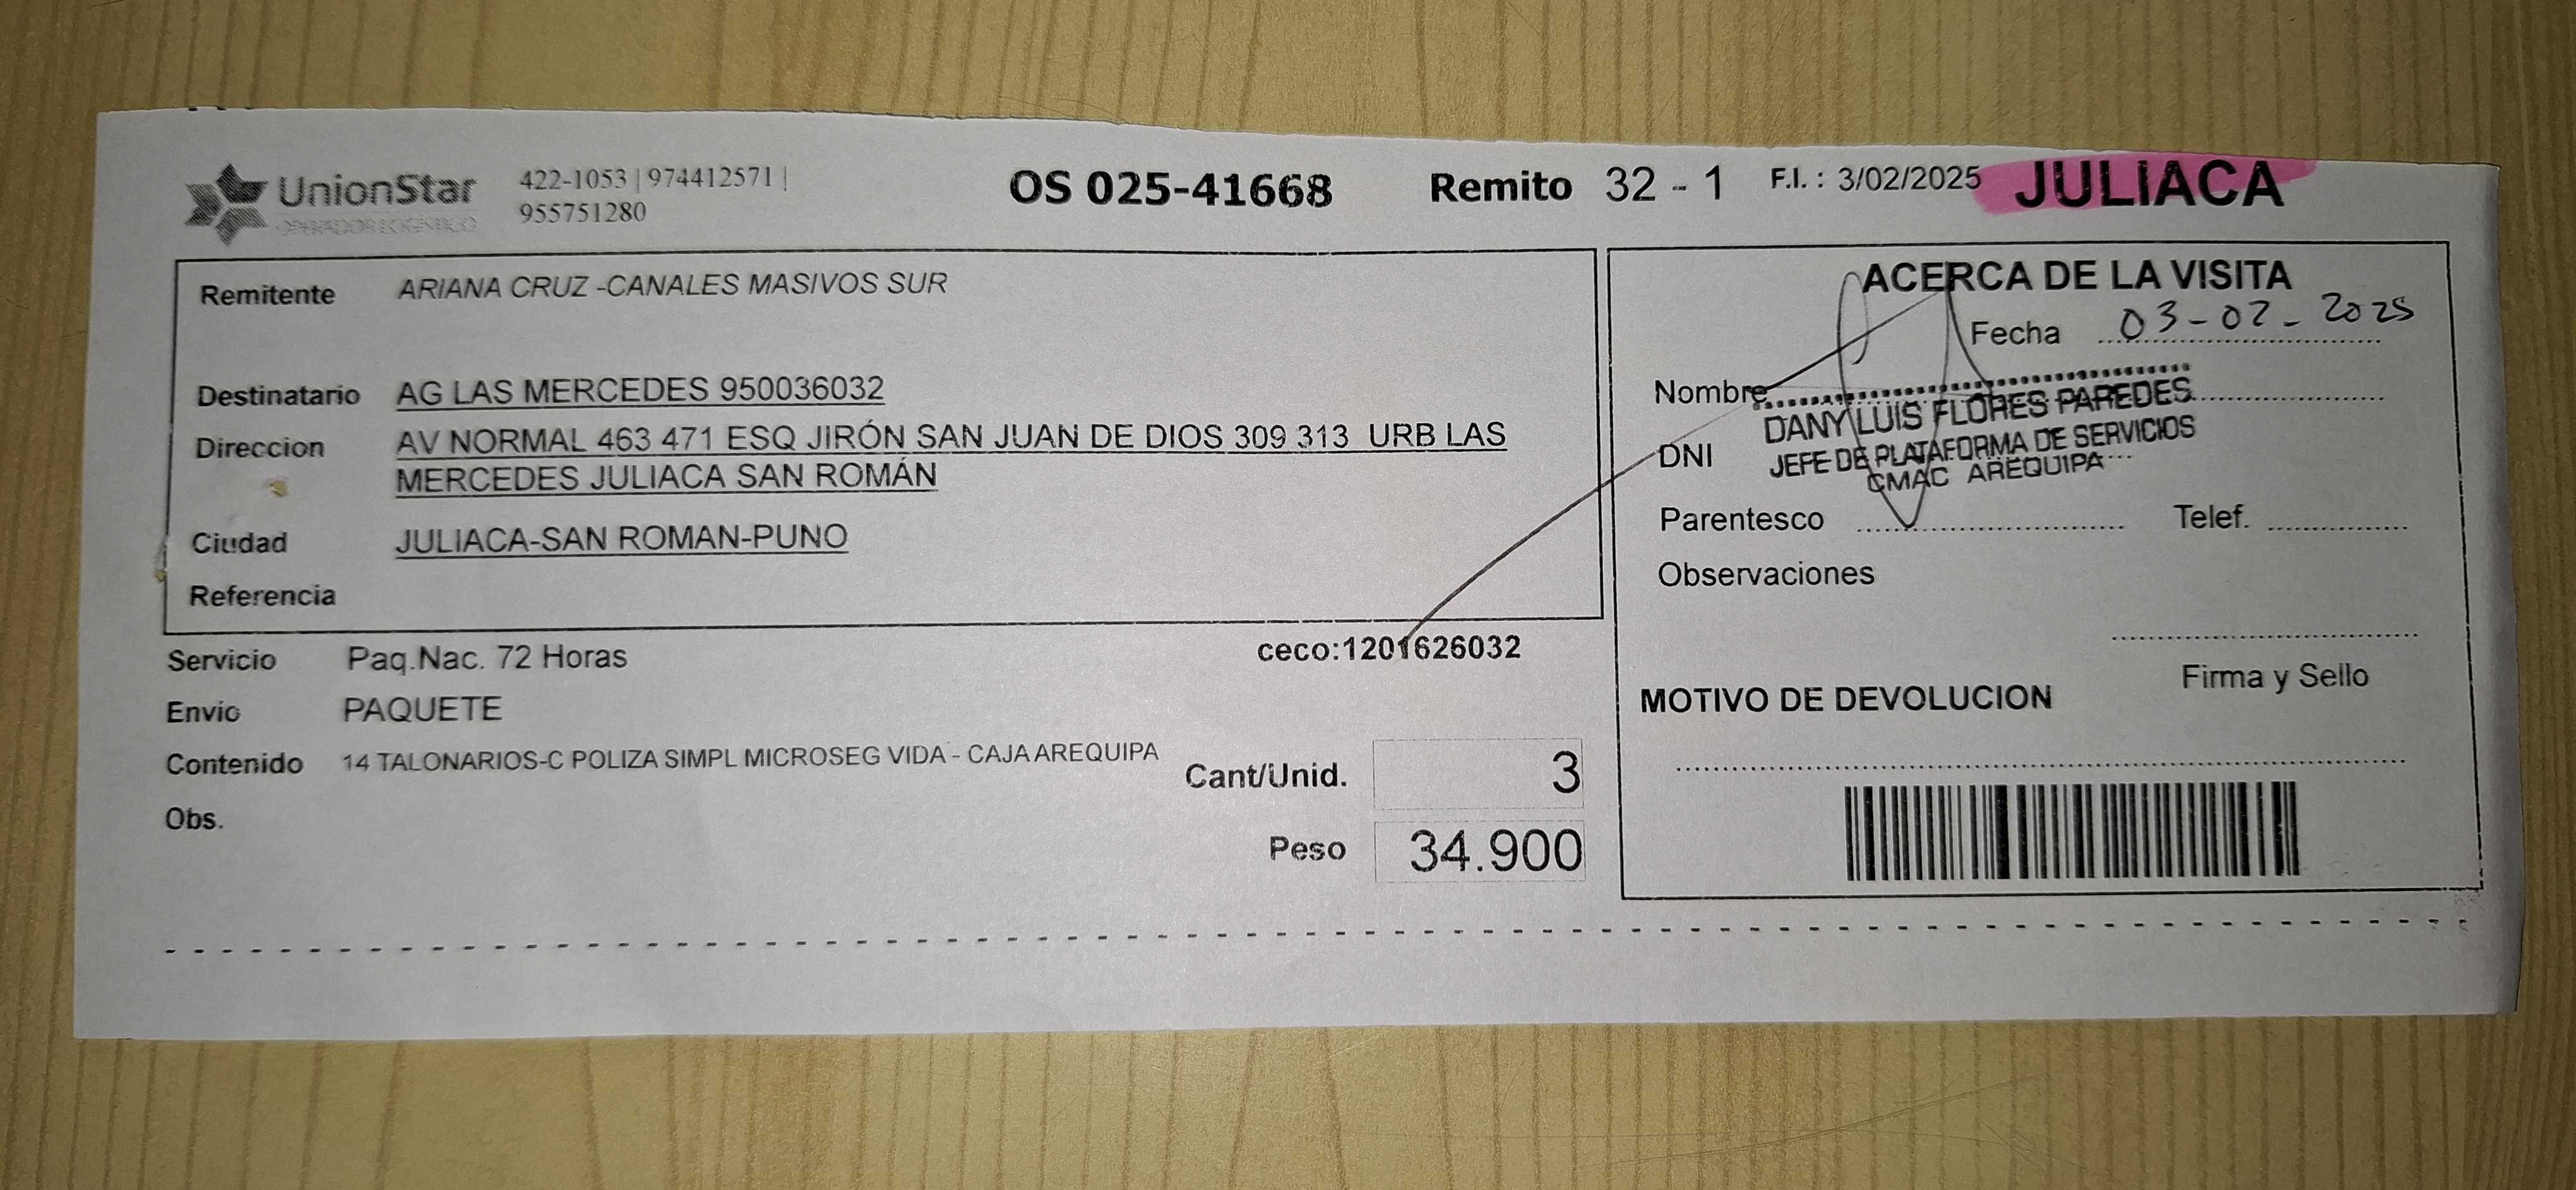 UnionStar
OPERADOR LOGÍSTICO
422-1053 | 974412571 |
955751280
OS 025-41668
Remito 32 - 1
F.I. : 3/02/2025
JULIACA
Remitente ARIANA CRUZ -CANALES MASIVOS SUR
Destinatario AG LAS MERCEDES 950036032
Direccion AV NORMAL 463 471 ESQ JIRÓN SAN JUAN DE DIOS 309 313 URB LAS
MERCEDES JULIACA SAN ROMÁN
Ciudad JULIACA-SAN ROMAN-PUNO
Referencia
ceco:1201626032
Servicio Paq.Nac. 72 Horas
Envio PAQUETE
Contenido 14 TALONARIOS-C POLIZA SIMPL MICROSEG VIDA - CAJA AREQUIPA
Cant/Unid. 3
Obs.
Peso 34.900
ACERCA DE LA VISITA
Fecha 03-02-2025
Nombre
DANY LUIS FLORES PAREDES
JEFE DE PLATAFORMA DE SERVICIOS
CMAC AREQUIPA
DNI
Parentesco Telef.
Observaciones
Firma y Sello
MOTIVO DE DEVOLUCION